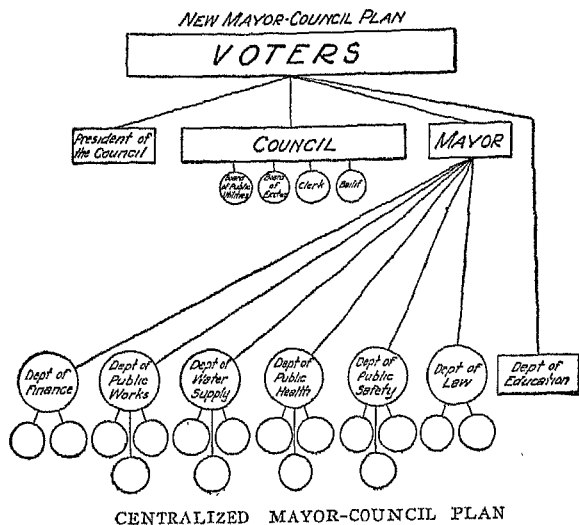 NEW MAYOR-COUNCIL PLAN
VOTERS
President of
the Council
COUNCIL
MAYOR
Board
of Public
Utilities
Board
of
Clerk
Bailif
Dept of
Finance
Dept of
Public
Works
Dept of
Water
Supply
Dept of
Public
Health
Dept of
Public
Safety
Dept of
Law
Dept of
Education
CENTRALIZED MAYOR-COUNCIL PLAN